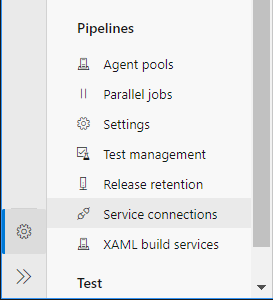 Pipelines
Agent pools
Parallel jobs
Settings
Test management
Release retention
Service connections
XAML build services
Test